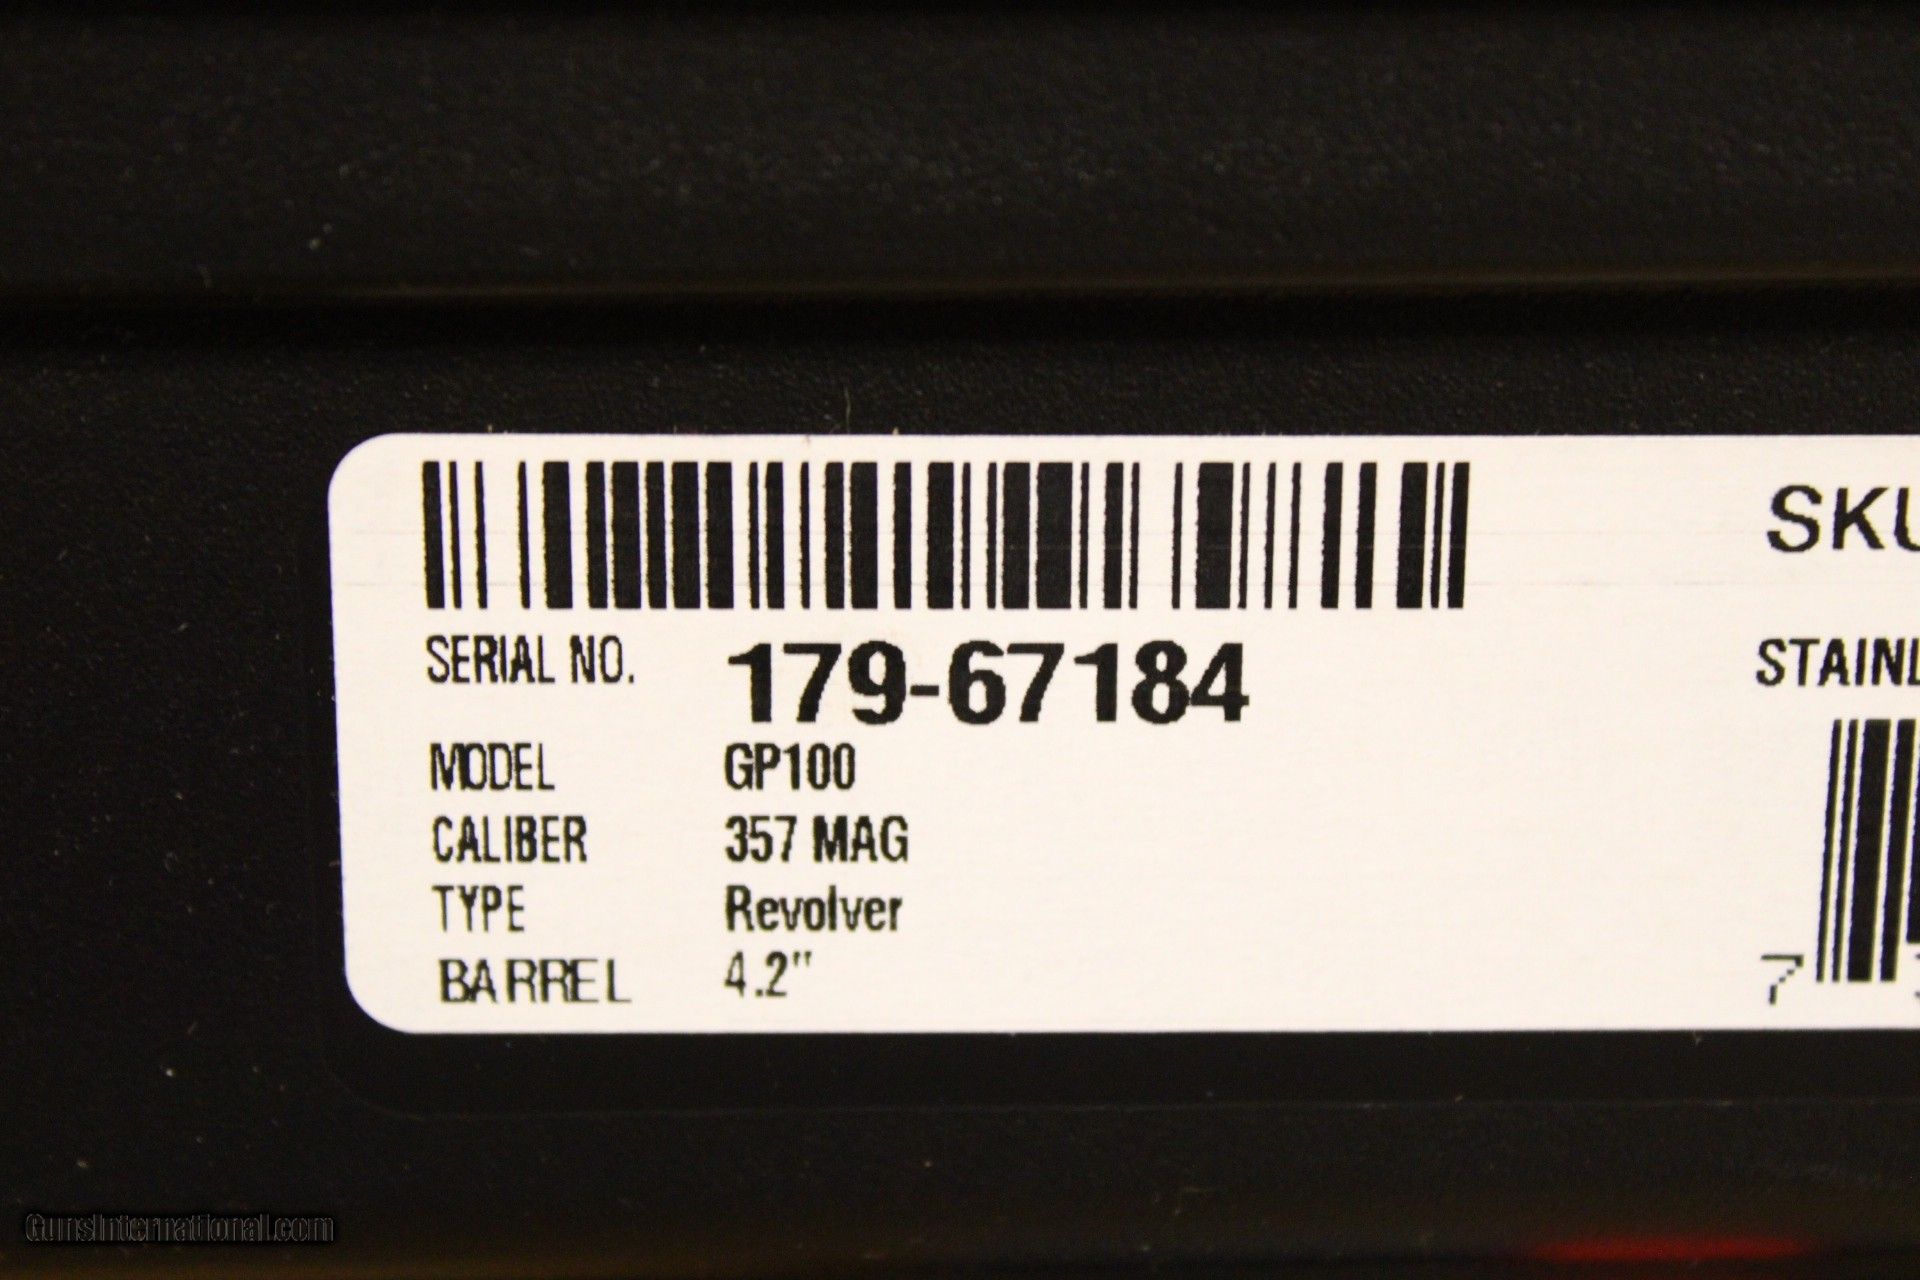 SKU
SERIAL NO. 179-67184
STAINL
MODEL GP100
CALIBER 357 MAG
TYPE Revolver
BARREL 4.2"
7
GunsInternational.com